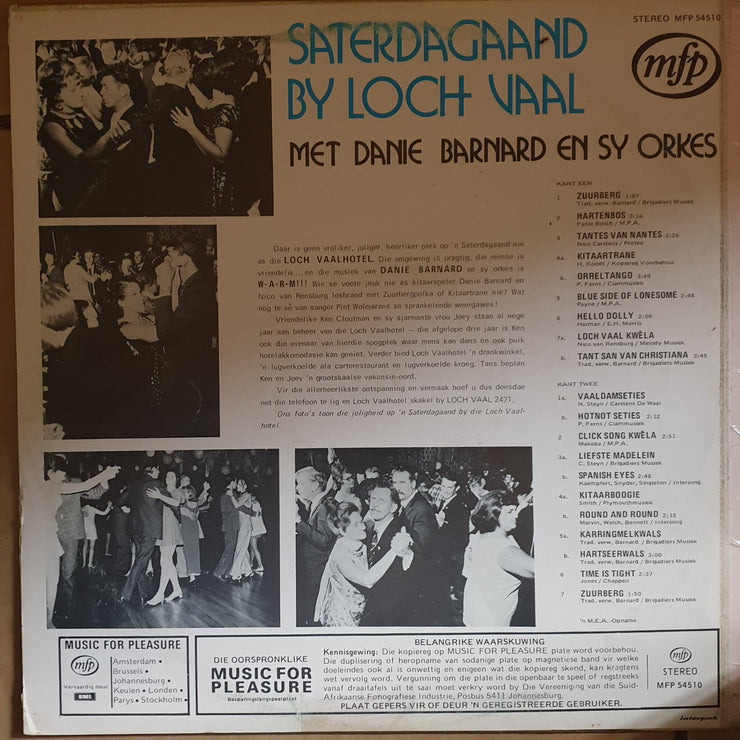 STEREO MFP 54510
mfp
SATERDAGAAND
BY LOCH VAAL
MET DANIE BARNARD EN SY ORKES
Daar is geen vroliker, joliger, heerliker plek op 'n Saterdagaand nie
as die LOCH VAALHOTEL. Die omgiwing is pragtig, die mense is
vriendelik...en die musiek van DANIE BARNARD en sy orkes is
W-A-R-M!!! Wie se voete jeuk nio as kitaarspeler Danie Barnard en
Nico van Rensburg losbrand met Zuurbergpolka of Kitaartrane nie? Wat
nog te sê van sanger Piet Wolmarans se sprankelende weergawes!
Vriendelike Ken Cloutman en sy sjarmante vrou Joey staan al nege
jaar aan beheer van die Loch Vaalhotel — die afgelope drie jaar is Ken
ook die eienaar van hierdie spogplek waar mens kan dans en ook puik
hotelakkomodasie kan geniet. Verder bied Loch Vaalhotel 'n drankwinkel,
'n lugverkoelde ala carterestaurant en lugverkoelde kroeg. Tans beplan
Ken en Joey 'n grootskaalse vakansie-oord.
Vir die allerheerlikste ontspanning en vermaak hoef u dus deesdae
net die telefoon te lig en Loch Vaalhotel skakel by LOCH VAAL 2471.
Ons foto's toon die joligheid op 'n Saterdagaand by die Loch Vaal-
hotel.
KANT EEN
1 ZUURBERG 1:07
Trad. verw, Barnard / Brigadiers Musiek
2 HARTENBOS 2:16
Fanie Bosch / M.P.A.
3 TANTES VAN NANTES 2:26
Nico Carstens / Protea
4a. KITAARTRANE
H. Roodt / Kopieres Voorbehou
b. ORRELTANGO 3:49
P. Ferns / Clammusiek
5 BLUE SIDE OF LONESOME 2:48
Payne / M.P.A.
6 HELLO DOLLY 2:09
Herman / E.H. Morris
7a. LOCH VAAL KWÊLA
Nico van Rensburg / Melody Musiek
b. TANT SAN VAN CHRISTIANA 2:45
Trad. verw, Barnard / Brigadiers Musiek
KANT TWEE
1a. VAALDAMSETIES
N. Steyn / Carstens De Waal
b. HOTNOT SETIES 2:12
P. Ferns / Clammusiek
2 CLICK SONG KWÊLA 2:51
Makeba / M.P.A.
3a. LIEFSTE MADELEIN
C. Steyn / Brigadiers Musiek
b. SPANISH EYES 2:48
Kaempfert, Snyder, Singleton / Intersong
4a. KITAARBOOGIE
Smith / Plymouthmusiek
b. ROUND AND ROUND 2:15
Marvin, Welch, Bennett / Intersong
5a. KARRINGMELKWALS
Trad, verw, Barnard / Brigadiers Musiek
b. HARTSEERWALS 3:00
Trad, verw, Barnard / Brigadiers Musiek
6 TIME IS TIGHT 2:37
Jones / Chappell
7 ZUURBERG 1:50
Trad, verw, Barnard / Brigadiers Musiek
'n M.E.A. -Opname
MUSIC FOR PLEASURE
mfp
Vervaardig deur
EMI
Amsterdam •
Brussels •
Johannesburg •
Keulen • Londen •
Parys • Stockholm •
DIE OORSPRONKLIKE
MUSIC FOR
PLEASURE
Besparingslangspeelplaat
BELANGRIKE WAARSKUWING
Kennisgewing: Die kopiereg op MUSIC FOR PLEASURE plate word voorbehou.
Die duplisering of heropname van sodanige plate op magnetiese band vir welke
doeleindes ook al is onwettig en enigeen wat die kopiereg skend, kan kragtens
wet vervolg word. Vergunning om die plate in die openbaar te speel of regstreeks
vanaf draaitafels uit te saai moet verkry word by Die Vereniging van die Suid-
Afrikaanse Fonografiese Industrie, Posbus 5411 Johannesburg.
PLAAT GEPERS VIR OF DEUR 'N GEREGISTREERDE GEBRUIKER.
mfp
STEREO
MFP 54510
interpak